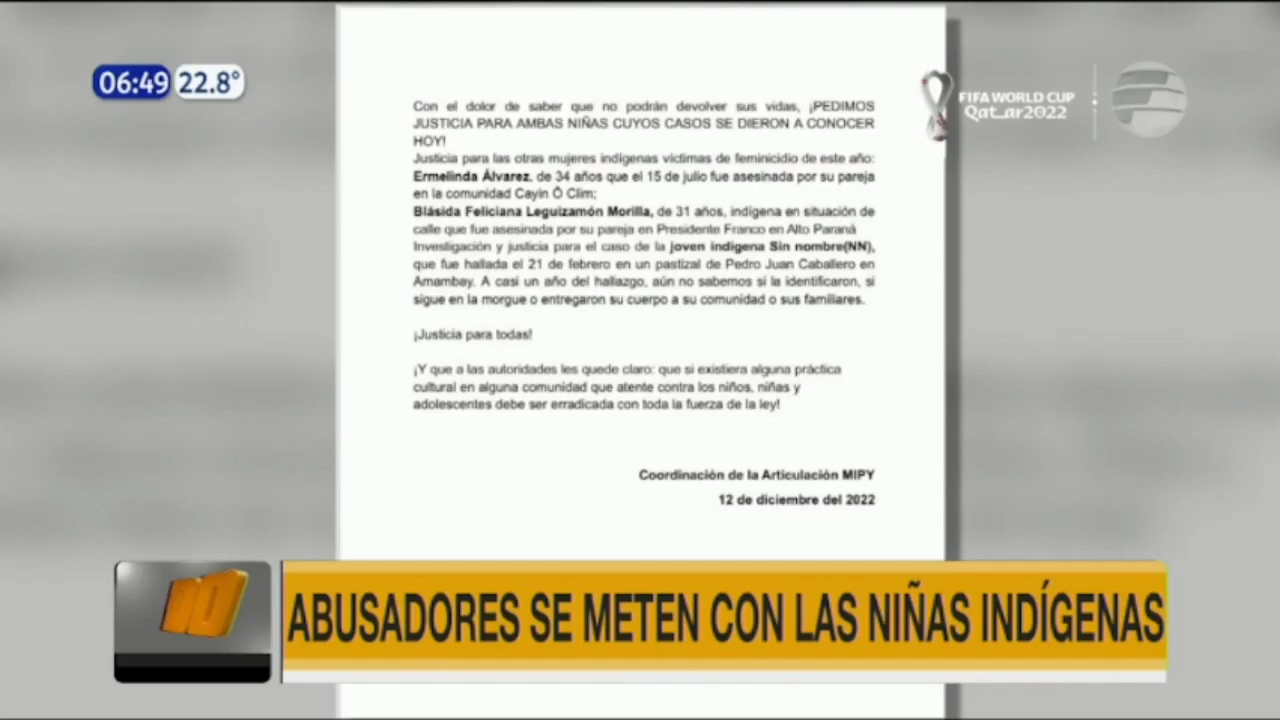 06:49 22.8°
FIFA WORLD CUP
Qatar2022
Con el dolor de saber que no podrán devolver sus vidas, ¡PEDIMOS
JUSTICIA PARA AMBAS NIÑAS CUYOS CASOS SE DIERON A CONOCER
HOY!
Justicia para las otras mujeres indígenas víctimas de feminicidio de este año:
Ermelinda Álvarez, de 34 años que el 15 de julio fue asesinada por su pareja
en la comunidad Cayin Ô Clim;
Blásida Feliciana Leguizamón Morilla, de 31 años, indígena en situación de
calle que fue asesinada por su pareja en Presidente Franco en Alto Paraná
Investigación y justicia para el caso de la joven indígena Sin nombre(NN),
que fue hallada el 21 de febrero en un pastizal de Pedro Juan Caballero en
Amambay. A casi un año del hallazgo, aún no sabemos si la identificaron, si
sigue en la morgue o entregaron su cuerpo a su comunidad o sus familiares.
¡Justicia para todas!
¡Y que a las autoridades les quede claro: que si existiera alguna práctica
cultural en alguna comunidad que atente contra los niños, niñas y
adolescentes debe ser erradicada con toda la fuerza de la ley!
Coordinación de la Articulación MIPY
12 de diciembre del 2022
ABUSADORES SE METEN CON LAS NIÑAS INDÍGENAS